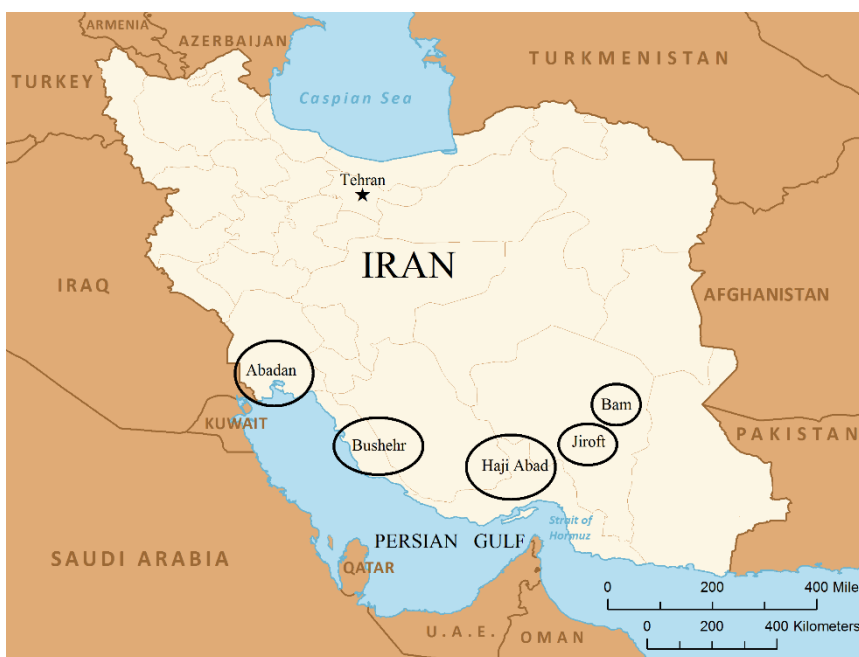 ARMENIA
AZERBAIJAN
TURKEY
TURKMENISTAN
Caspian Sea
Tehran
IRAN
IRAQ
AFGHANISTAN
Abadan
Bam
KUWAIT
Bushehr
Jiroft
PAKISTAN
Haji Abad
Strait of
Hormuz
PERSIAN GULF
SAUDI ARABIA
QATAR
0 200 400 Mile
0 200 400 Kilometers
U.A.E.
OMAN